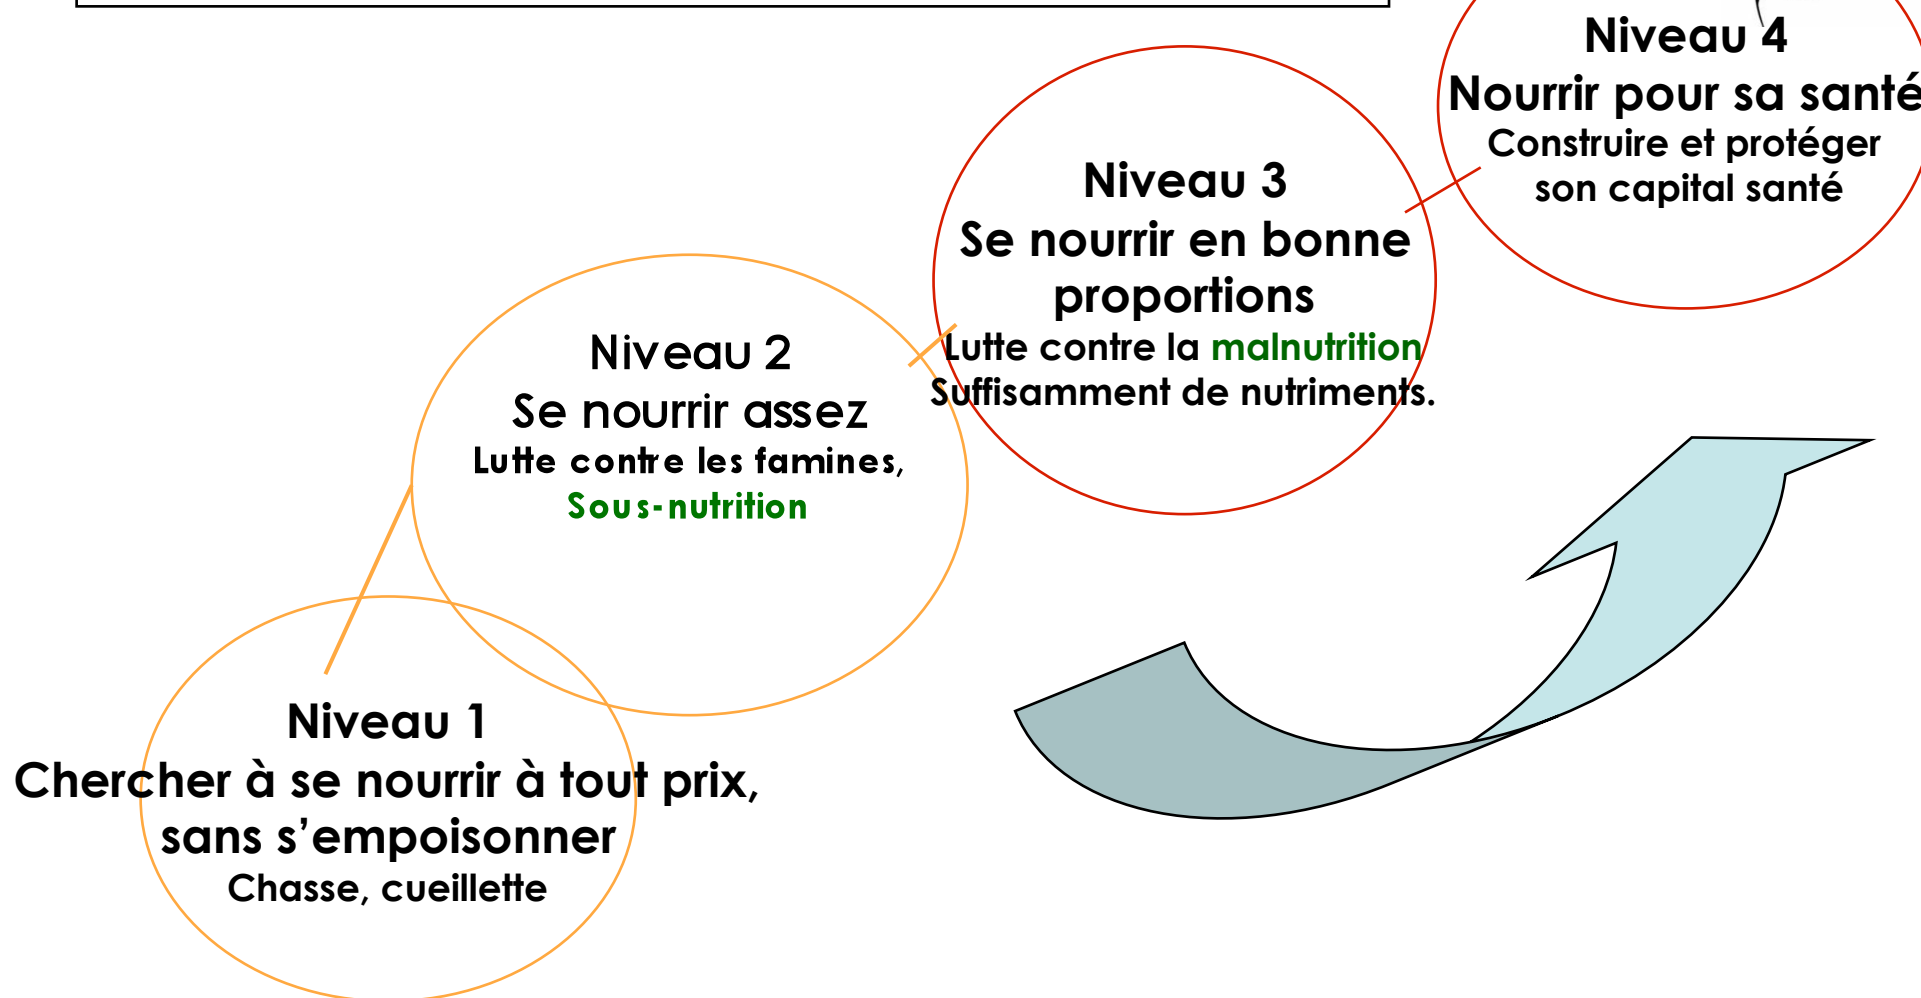 Niveau 4
Nourrir pour sa santé
Construire et protéger
son capital santé
Niveau 3
Se nourrir en bonne
proportions
Lutte contre la malnutrition
Suffisamment de nutriments.
Niveau 2
Se nourrir assez
Lutte contre les famines,
Sous-nutrition
Niveau 1
Chercher à se nourrir à tout prix,
sans s’empoisonner
Chasse, cueillette